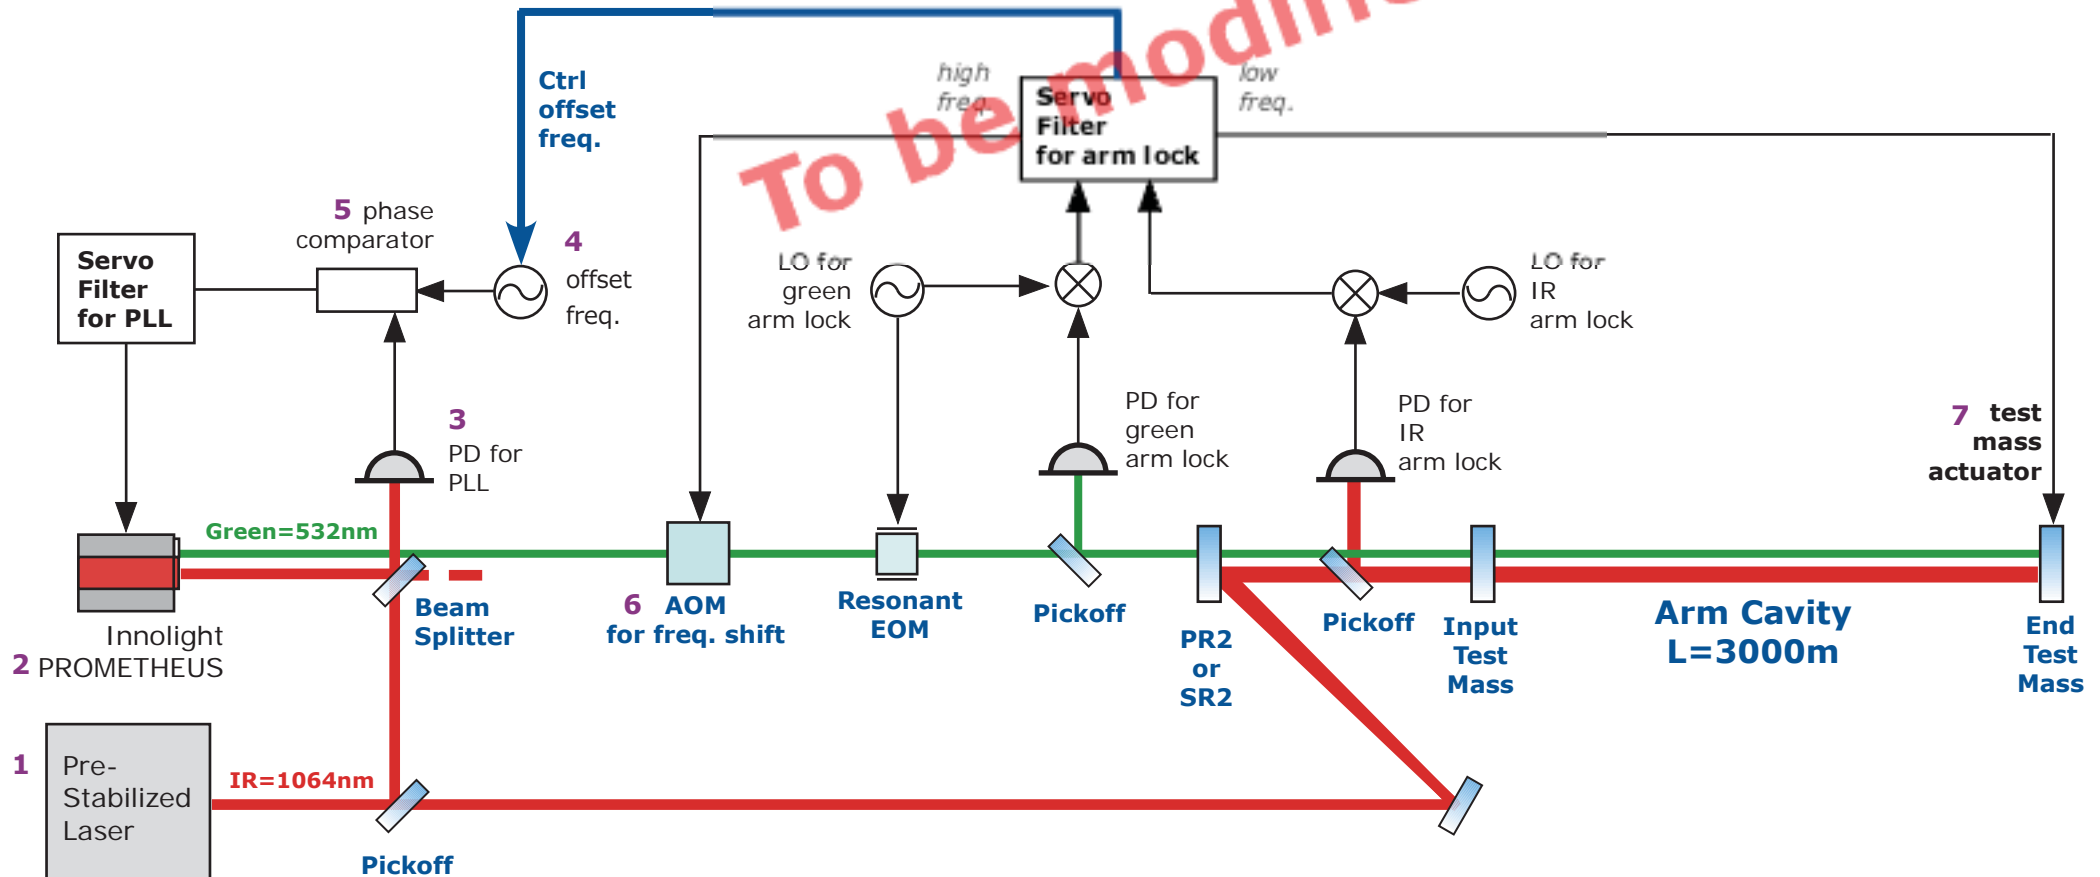 To be modifie
Ctrl
offset
freq.
high
freq.
low
freq.
Servo
Filter
for arm lock
5 phase
comparator
4
offset
freq.
Servo
Filter
for PLL
LO for
green
arm lock
LO for
IR
arm lock
3
PD for
PLL
PD for
green
arm lock
PD for
IR
arm lock
7 test
mass
actuator
Green=532nm
Innolight
2 PROMETHEUS
Beam
Splitter
6 AOM
for freq. shift
Resonant
EOM
Pickoff
PR2
or
SR2
Pickoff
Input
Test
Mass
Arm Cavity
L=3000m
End
Test
Mass
1
Pre-
Stabilized
Laser
IR=1064nm
Pickoff